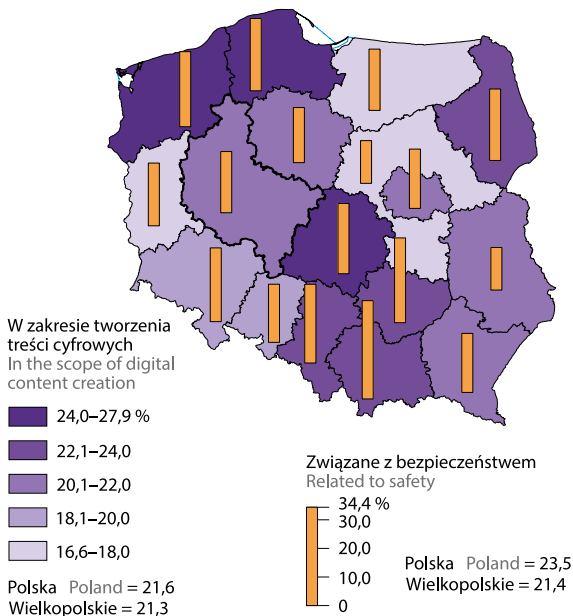 W zakresie tworzenia
treści cyfrowych
In the scope of digital
content creation
24,0–27,9 %
22,1–24,0
20,1–22,0
18,1–20,0
16,6–18,0
Polska Poland = 21,6
Wielkopolskie = 21,3
Związane z bezpieczeństwem
Related to safety
34,4 %
30,0
20,0
10,0
0
Polska Poland = 23,5
Wielkopolskie = 21,4